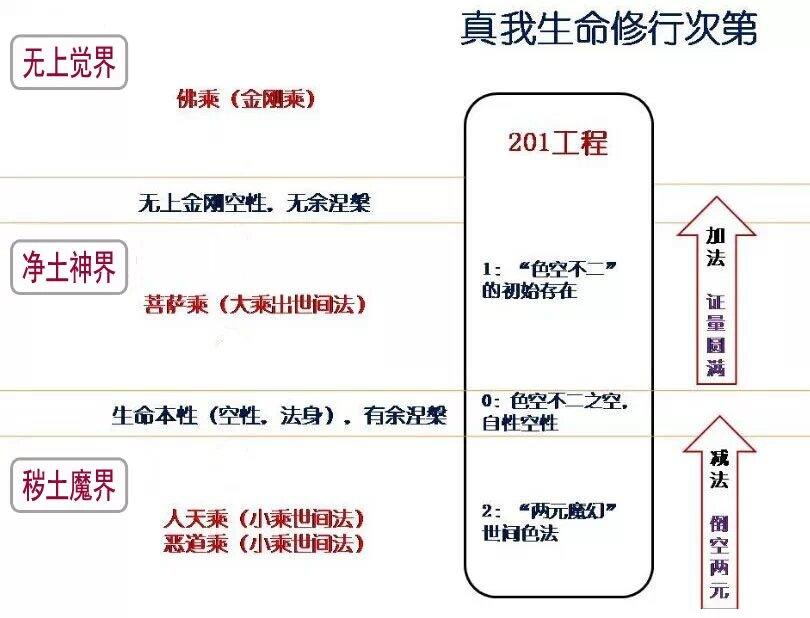 真我生命修行次第
无上觉界
佛乘（金刚乘）
201工程
无上金刚空性，无余涅槃
净土神界
菩萨乘（大乘出世间法）
1：“色空不二”
的初始存在
加法 证量圆满
生命本性（空性，法身），有余涅槃
0：色空不二之空，
自性空性
秽土魔界
人天乘（小乘世间法）
恶道乘（小乘世间法）
2：“两元魔幻”
世间色法
减法 倒空两元